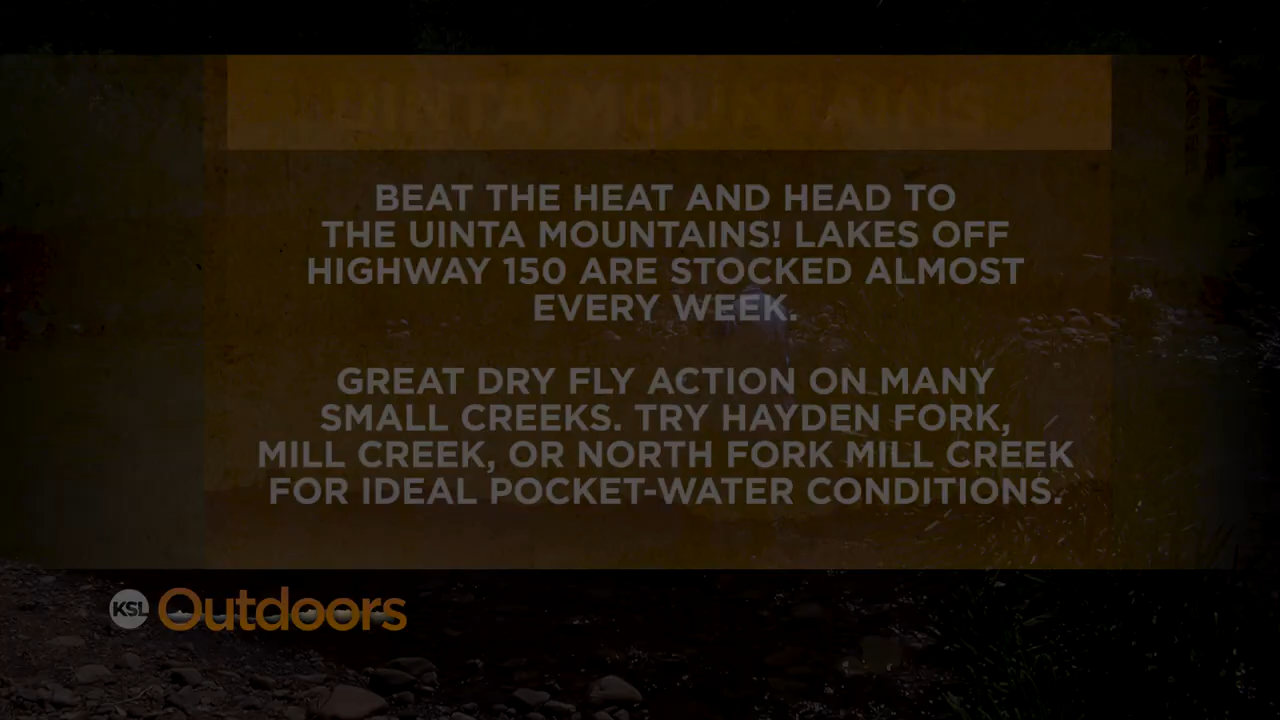 UINTA MOUNTAINS
BEAT THE HEAT AND HEAD TO
THE UINTA MOUNTAINS! LAKES OFF
HIGHWAY 150 ARE STOCKED ALMOST
EVERY WEEK.
GREAT DRY FLY ACTION ON MANY
SMALL CREEKS. TRY HAYDEN FORK,
MILL CREEK, OR NORTH FORK MILL CREEK
FOR IDEAL POCKET-WATER CONDITIONS.
KSL Outdoors